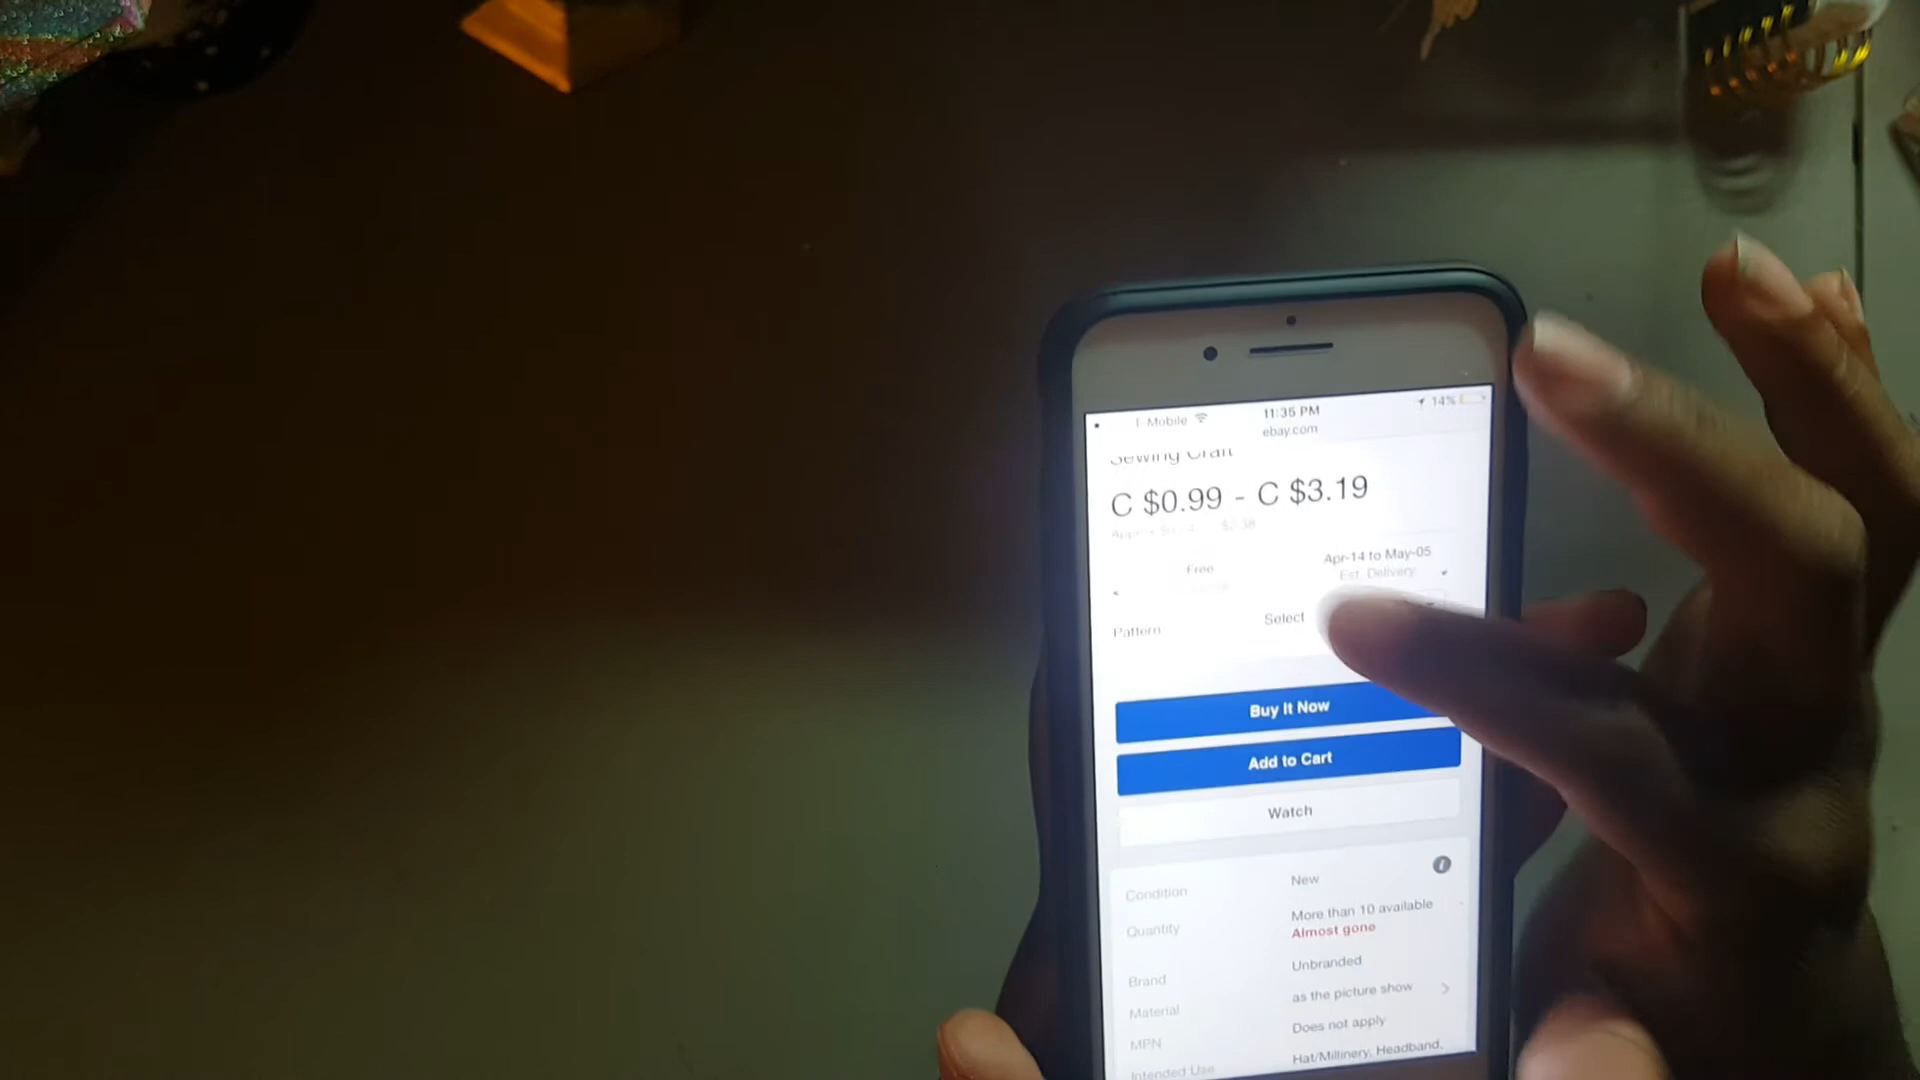 T-Mobile 11:35 PM 14%
ebay.com
Sewing Craft
C $0.99 - C $3.19
Free Apr-14 to May-05
Est. Delivery
Pattern Select
Buy It Now
Add to Cart
Watch
Condition New
Quantity More than 10 available
Almost gone
Brand Unbranded
Material as the picture show
MPN Does not apply
Intended Use Hat/Millinery, Headband,